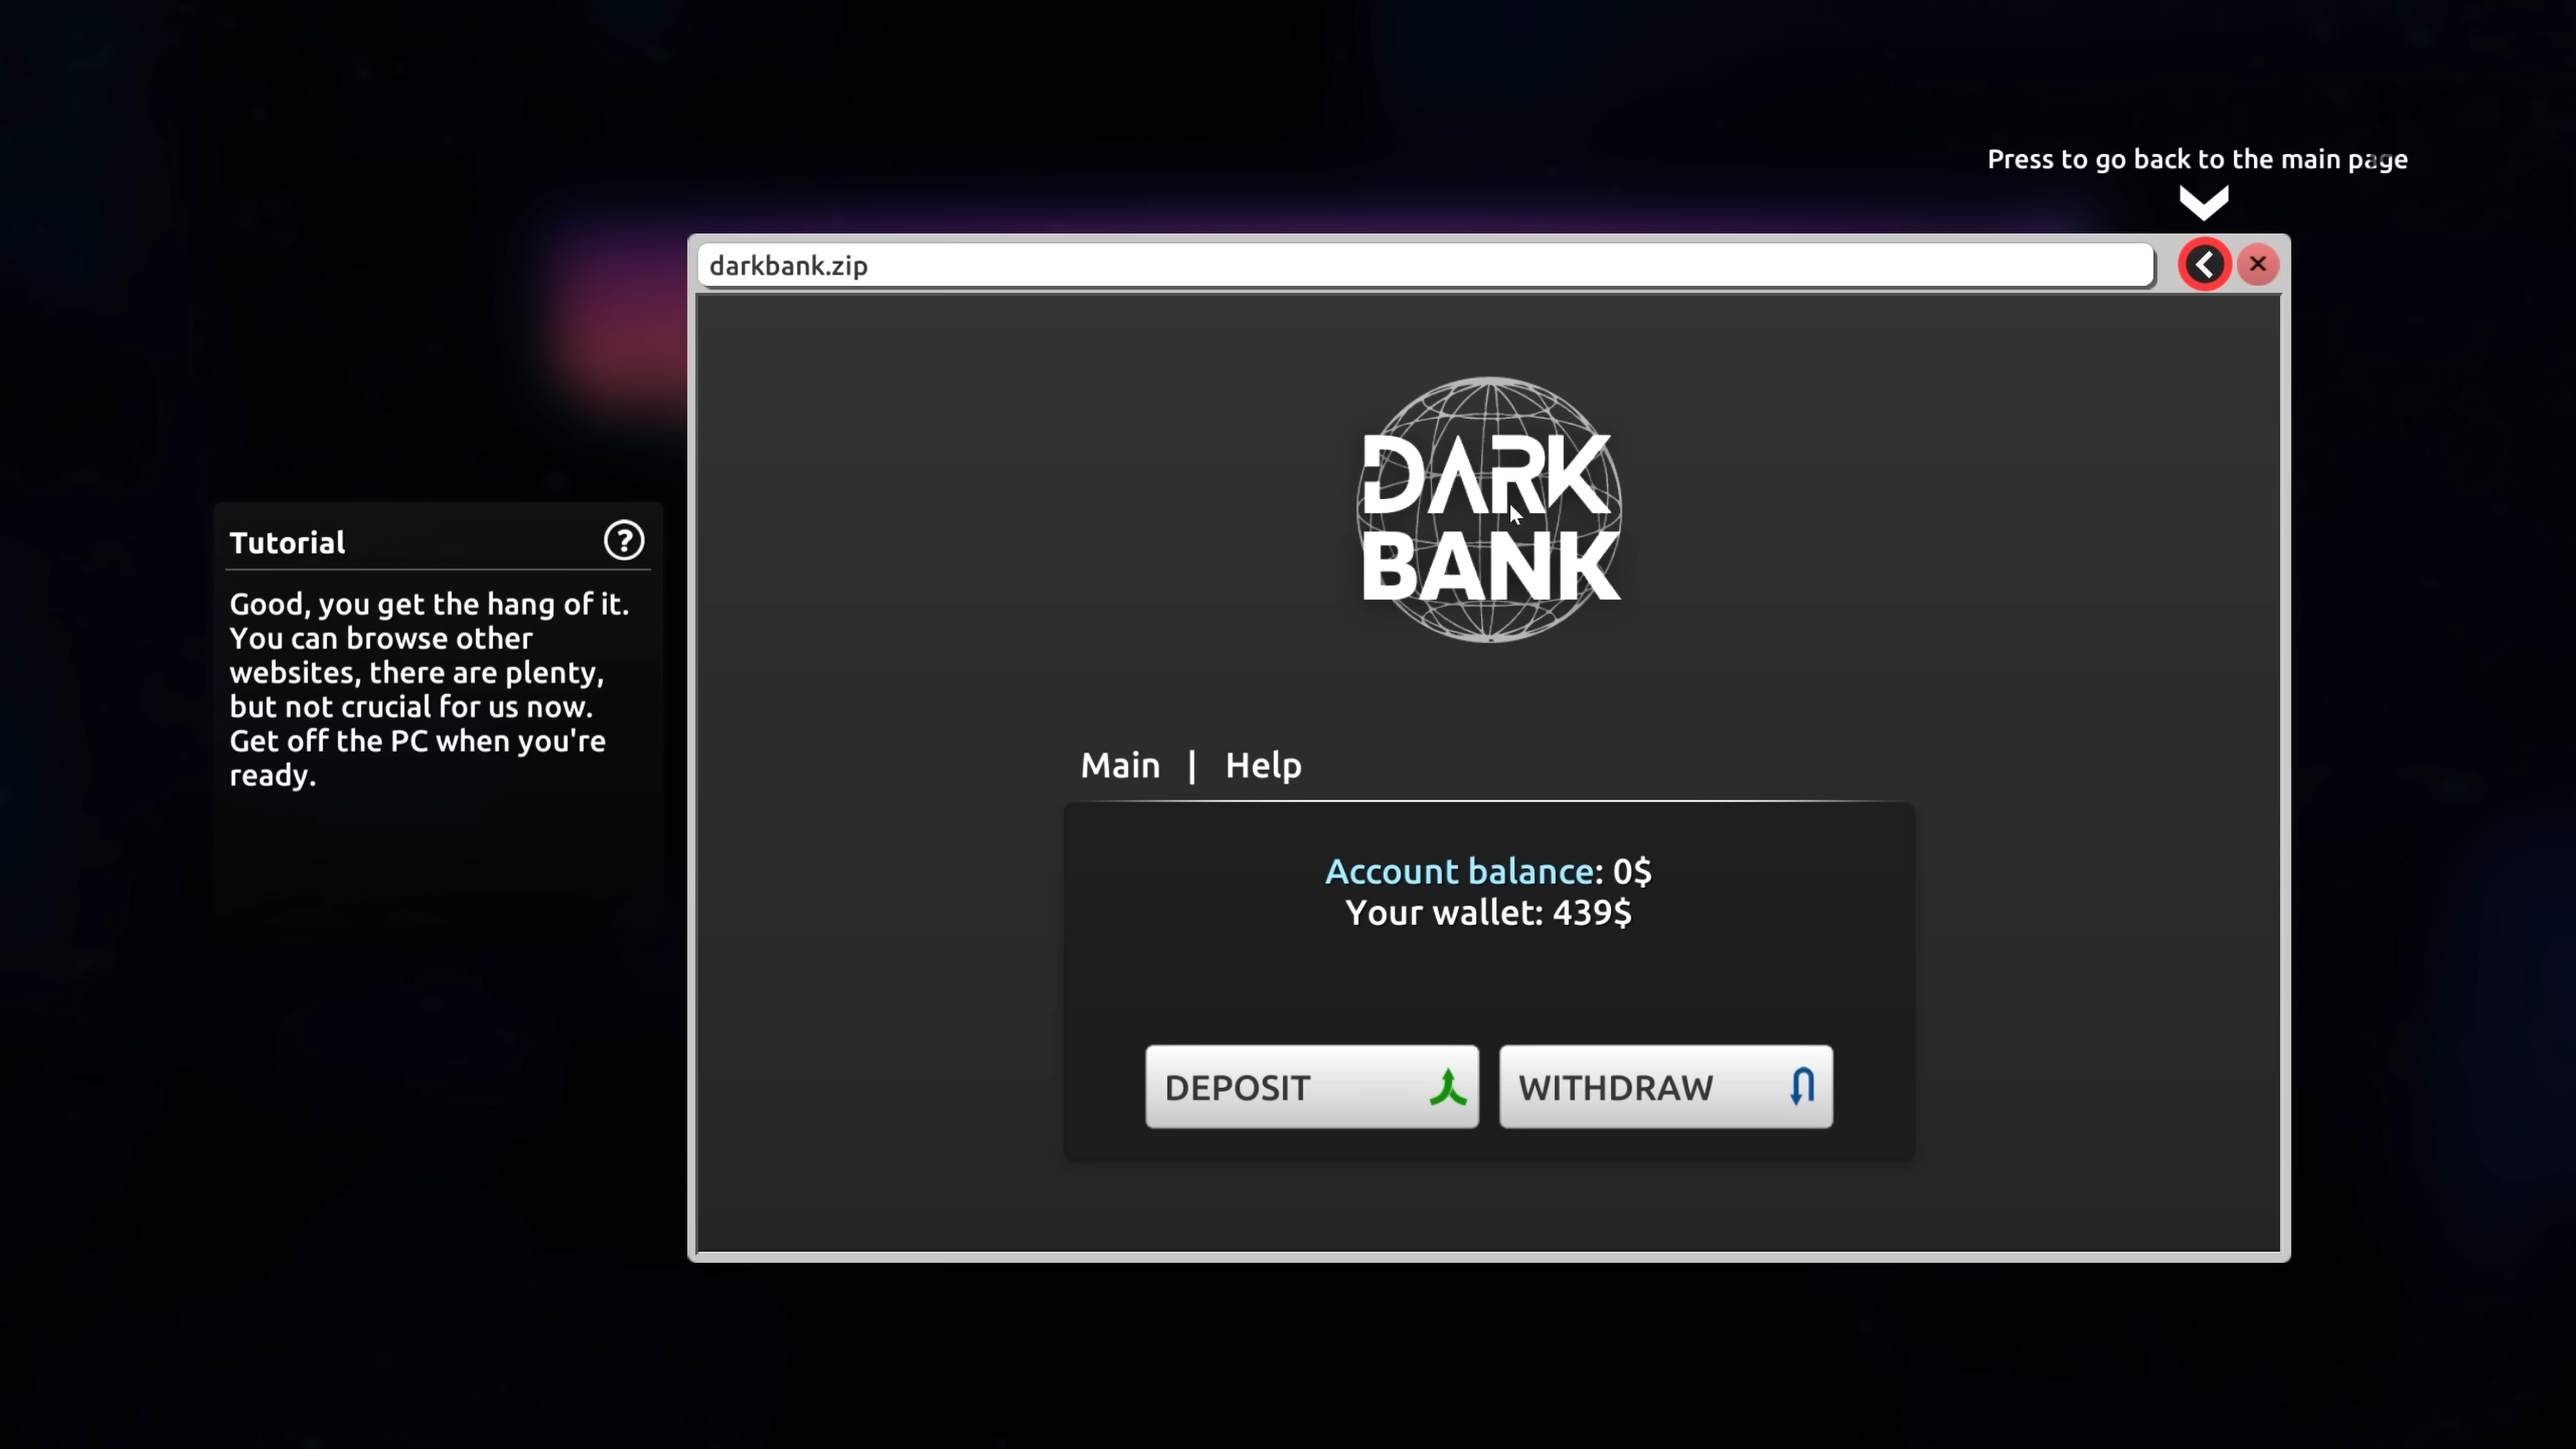 Press to go back to the main page
darkbank.zip
DARK
BANK
Tutorial
?
Good, you get the hang of it.
You can browse other
websites, there are plenty,
but not crucial for us now.
Get off the PC when you're
ready.
Main | Help
Account balance: 0$
Your wallet: 439$
DEPOSIT
WITHDRAW